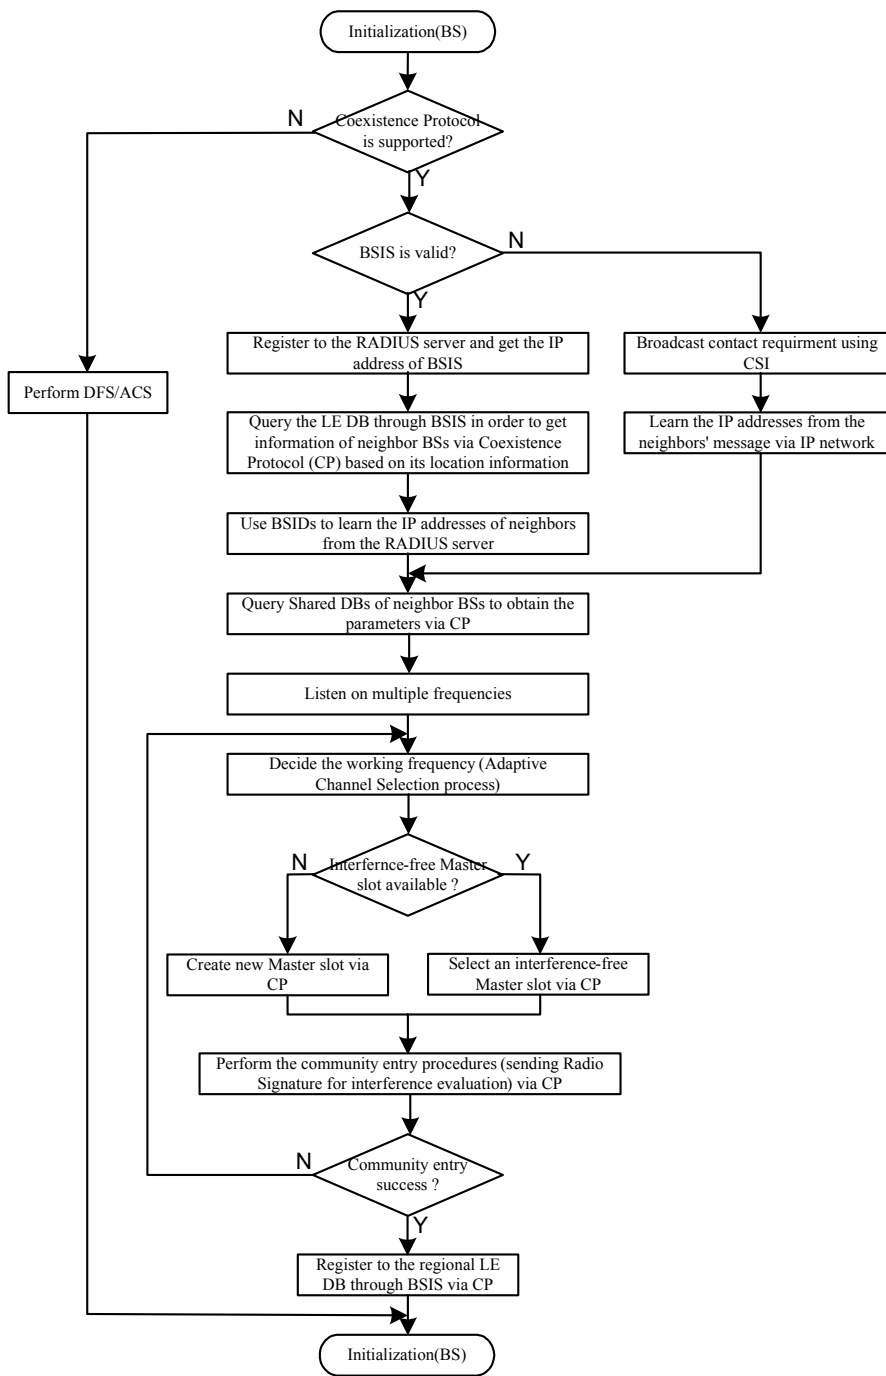 Initialization(BS)
N
Coexistence Protocol
is supported?
Y
BSIS is valid?
N
Y
Register to the RADIUS server and get the IP
address of BSIS
Broadcast contact requirment using
CSI
Perform DFS/ACS
Query the LE DB through BSIS in order to get
information of neighbor BSs via Coexistence
Protocol (CP) based on its location information
Learn the IP addresses from the
neighbors' message via IP network
Use BSIDs to learn the IP addresses of neighbors
from the RADIUS server
Query Shared DBs of neighbor BSs to obtain the
parameters via CP
Listen on multiple frequencies
Decide the working frequency (Adaptive
Channel Selection process)
N
Interfernce-free Master
slot available ?
Y
Create new Master slot via
CP
Select an interference-free
Master slot via CP
Perform the community entry procedures (sending Radio
Signature for interference evaluation) via CP
N
Community entry
success ?
Y
Register to the regional LE
DB through BSIS via CP
Initialization(BS)